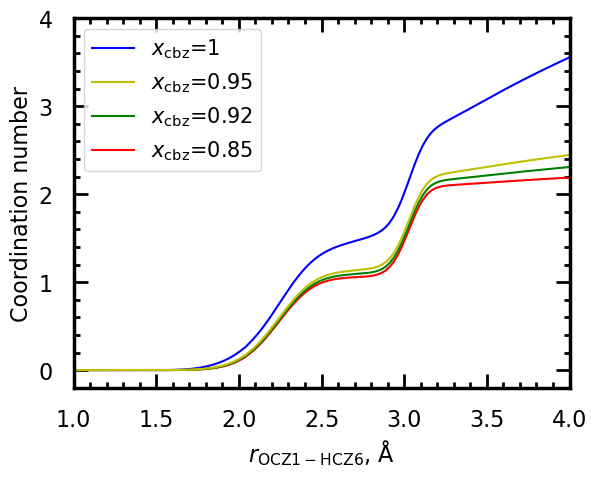 4
3
2
1
0
Coordination number
x_cbz=1
x_cbz=0.95
x_cbz=0.92
x_cbz=0.85
1.0 1.5 2.0 2.5 3.0 3.5 4.0
r_OCZ1−HCZ6, Å